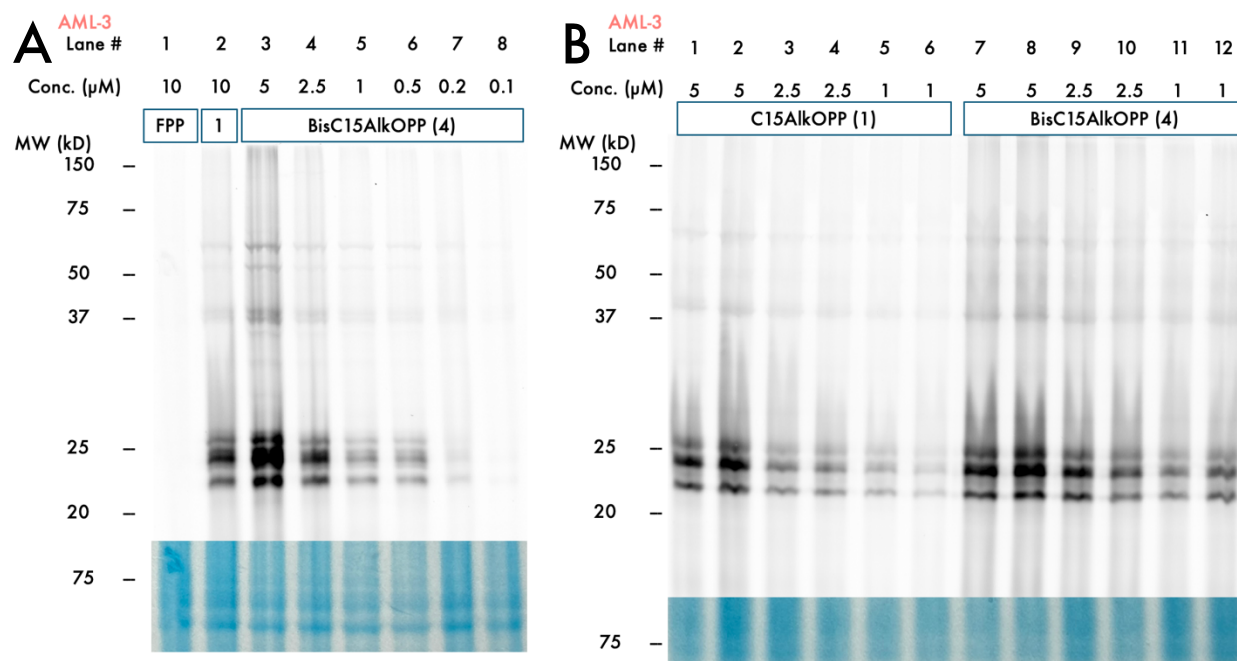 A
AML-3
Lane # 1 2 3 4 5 6 7 8
Conc. (μM) 10 10 5 2.5 1 0.5 0.2 0.1
FPP 1 BisC15AlkOPP (4)
MW (kD)
150 –
75 –
50 –
37 –
25 –
20 –
75 –
B
AML-3
Lane # 1 2 3 4 5 6 7 8 9 10 11 12
Conc. (μM) 5 5 2.5 2.5 1 1 5 5 2.5 2.5 1 1
C15AlkOPP (1) BisC15AlkOPP (4)
MW (kD)
150 –
75 –
50 –
37 –
25 –
20 –
75 –